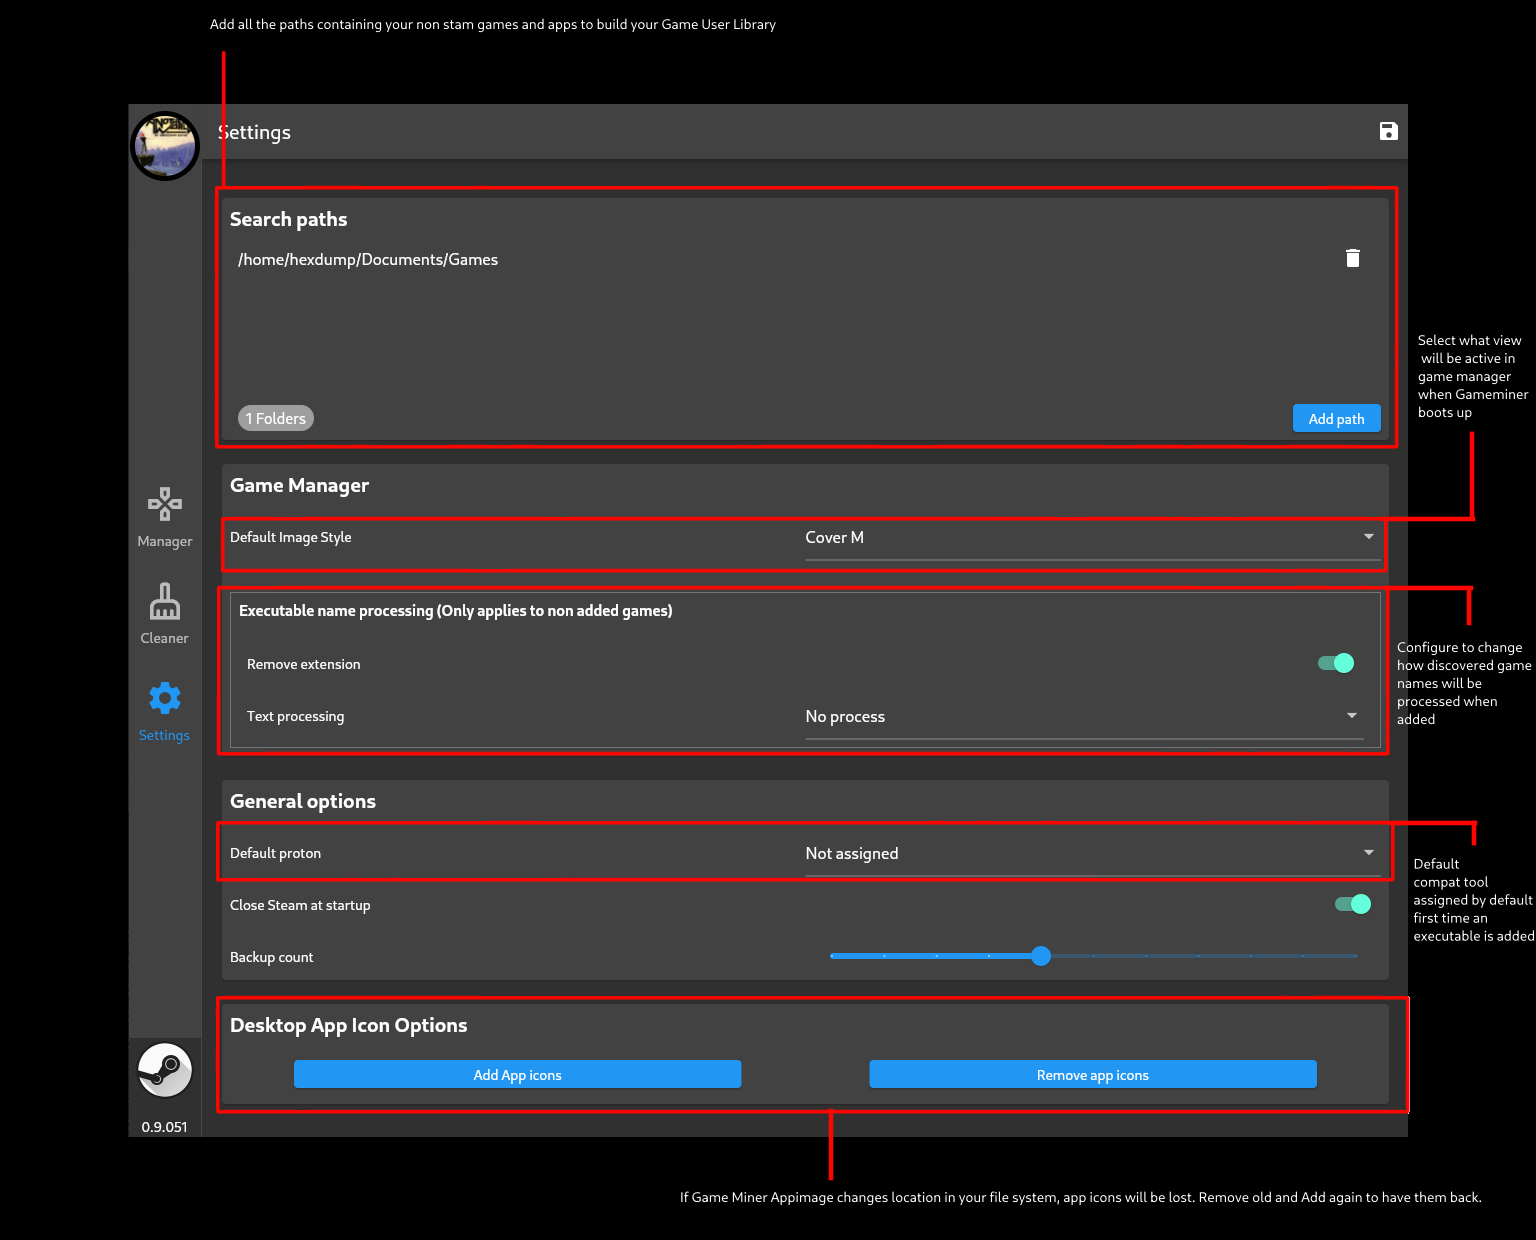 Add all the paths containing your non stam games and apps to build your Game User Library
Settings
Search paths
/home/hexdump/Documents/Games
1 Folders
Add path
Select what view
will be active in
game manager
when Gameminer
boots up
Game Manager
Default Image Style
Cover M
Manager
Executable name processing (Only applies to non added games)
Cleaner
Remove extension
Configure to change
how discovered game
names will be
processed when
added
Text processing
No process
Settings
General options
Default proton
Not assigned
Default
compat tool
assigned by default
first time an
executable is added
Close Steam at startup
Backup count
Desktop App Icon Options
Add App icons
Remove app icons
0.9.051
If Game Miner Appimage changes location in your file system, app icons will be lost. Remove old and Add again to have them back.